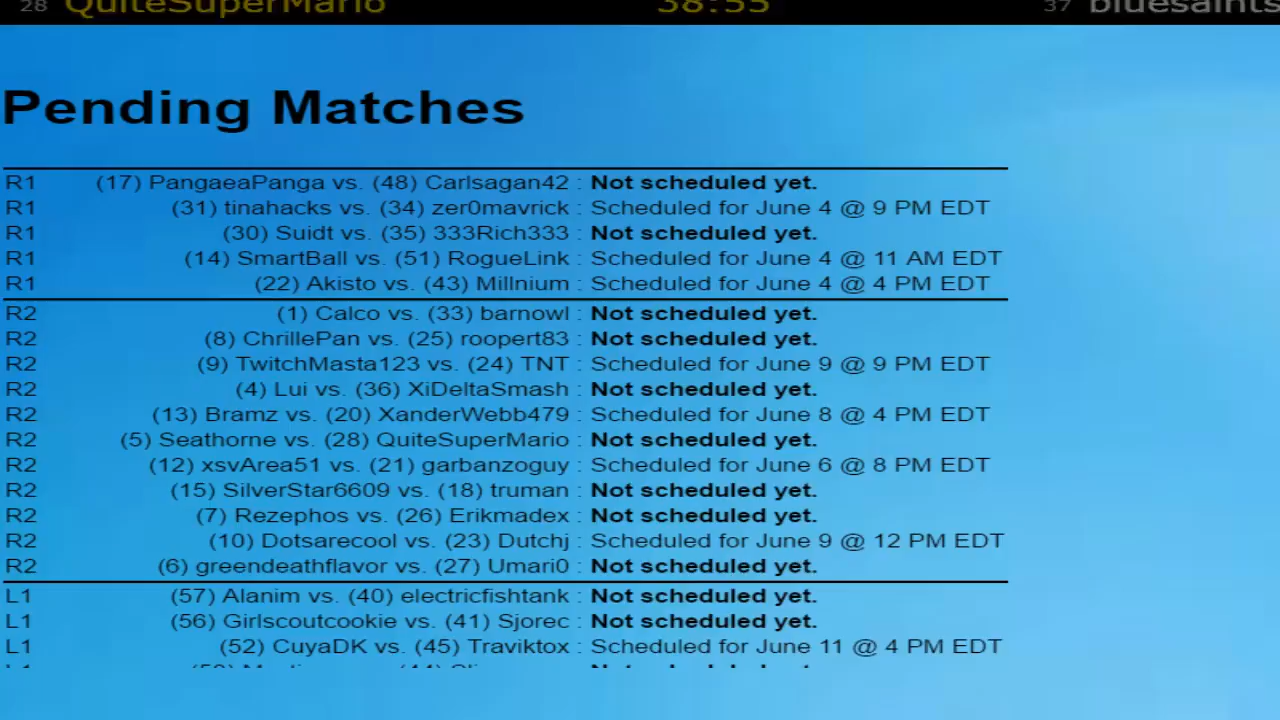 28 QuiteSuperMario 38:55 37 bluesaints
Pending Matches
R1 (17) PangaeaPanga vs. (48) Carlsagan42 : Not scheduled yet.
R1 (31) tinahacks vs. (34) zer0mavrick : Scheduled for June 4 @ 9 PM EDT
R1 (30) Suidt vs. (35) 333Rich333 : Not scheduled yet.
R1 (14) SmartBall vs. (51) RogueLink : Scheduled for June 4 @ 11 AM EDT
R1 (22) Akisto vs. (43) Millnium : Scheduled for June 4 @ 4 PM EDT
R2 (1) Calco vs. (33) barnowl : Not scheduled yet.
R2 (8) ChrillePan vs. (25) roopert83 : Not scheduled yet.
R2 (9) TwitchMasta123 vs. (24) TNT : Scheduled for June 9 @ 9 PM EDT
R2 (4) Lui vs. (36) XiDeltaSmash : Not scheduled yet.
R2 (13) Bramz vs. (20) XanderWebb479 : Scheduled for June 8 @ 4 PM EDT
R2 (5) Seathorne vs. (28) QuiteSuperMario : Not scheduled yet.
R2 (12) xsvArea51 vs. (21) garbanzoguy : Scheduled for June 6 @ 8 PM EDT
R2 (15) SilverStar6609 vs. (18) truman : Not scheduled yet.
R2 (7) Rezephos vs. (26) Erikmadex : Not scheduled yet.
R2 (10) Dotsarecool vs. (23) Dutchj : Scheduled for June 9 @ 12 PM EDT
R2 (6) greendeathflavor vs. (27) Umari0 : Not scheduled yet.
L1 (57) Alanim vs. (40) electricfishtank : Not scheduled yet.
L1 (56) Girlscoutcookie vs. (41) Sjorec : Not scheduled yet.
L1 (52) CuyaDK vs. (45) Traviktox : Scheduled for June 11 @ 4 PM EDT